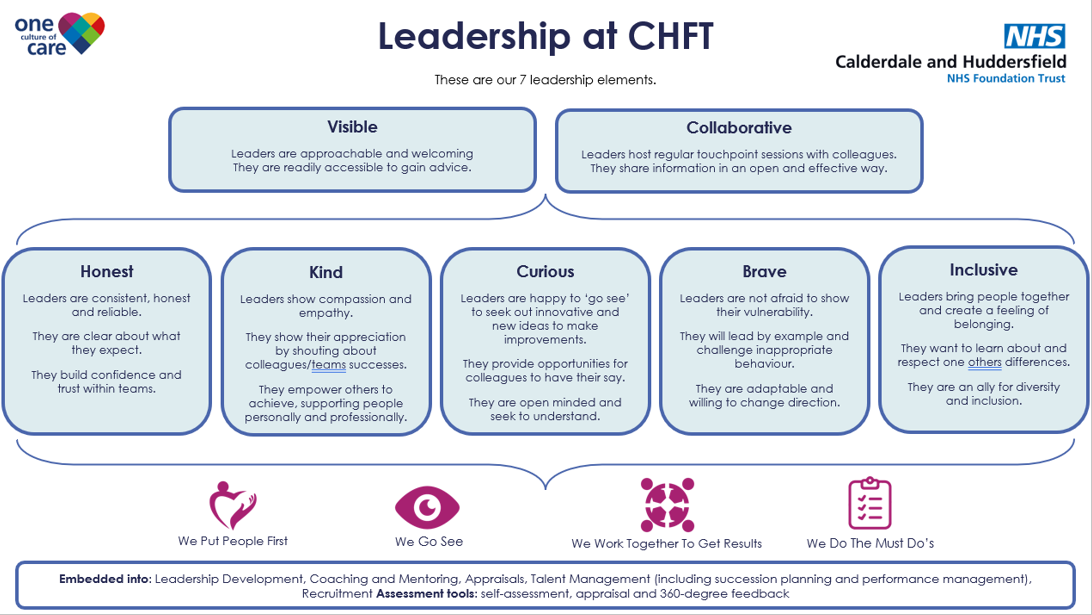 one
culture of
care
Leadership at CHFT
NHS
Calderdale and Huddersfield
NHS Foundation Trust
These are our 7 leadership elements.
Visible
Leaders are approachable and welcoming
They are readily accessible to gain advice.
Collaborative
Leaders host regular touchpoint sessions with colleagues.
They share information in an open and effective way.
Honest
Leaders are consistent, honest
and reliable.
They are clear about what
they expect.
They build confidence and
trust within teams.
Kind
Leaders show compassion and
empathy.
They show their appreciation
by shouting about
colleagues/teams successes.
They empower others to
achieve, supporting people
personally and professionally.
Curious
Leaders are happy to ‘go see’
to seek out innovative and
new ideas to make
improvements.
They provide opportunities for
colleagues to have their say.
They are open minded and
seek to understand.
Brave
Leaders are not afraid to show
their vulnerability.
They will lead by example and
challenge inappropriate
behaviour.
They are adaptable and
willing to change direction.
Inclusive
Leaders bring people together
and create a feeling of
belonging.
They want to learn about and
respect one others differences.
They are an ally for diversity
and inclusion.
We Put People First
We Go See
We Work Together To Get Results
We Do The Must Do’s
Embedded into: Leadership Development, Coaching and Mentoring, Appraisals, Talent Management (including succession planning and performance management),
Recruitment Assessment tools: self-assessment, appraisal and 360-degree feedback